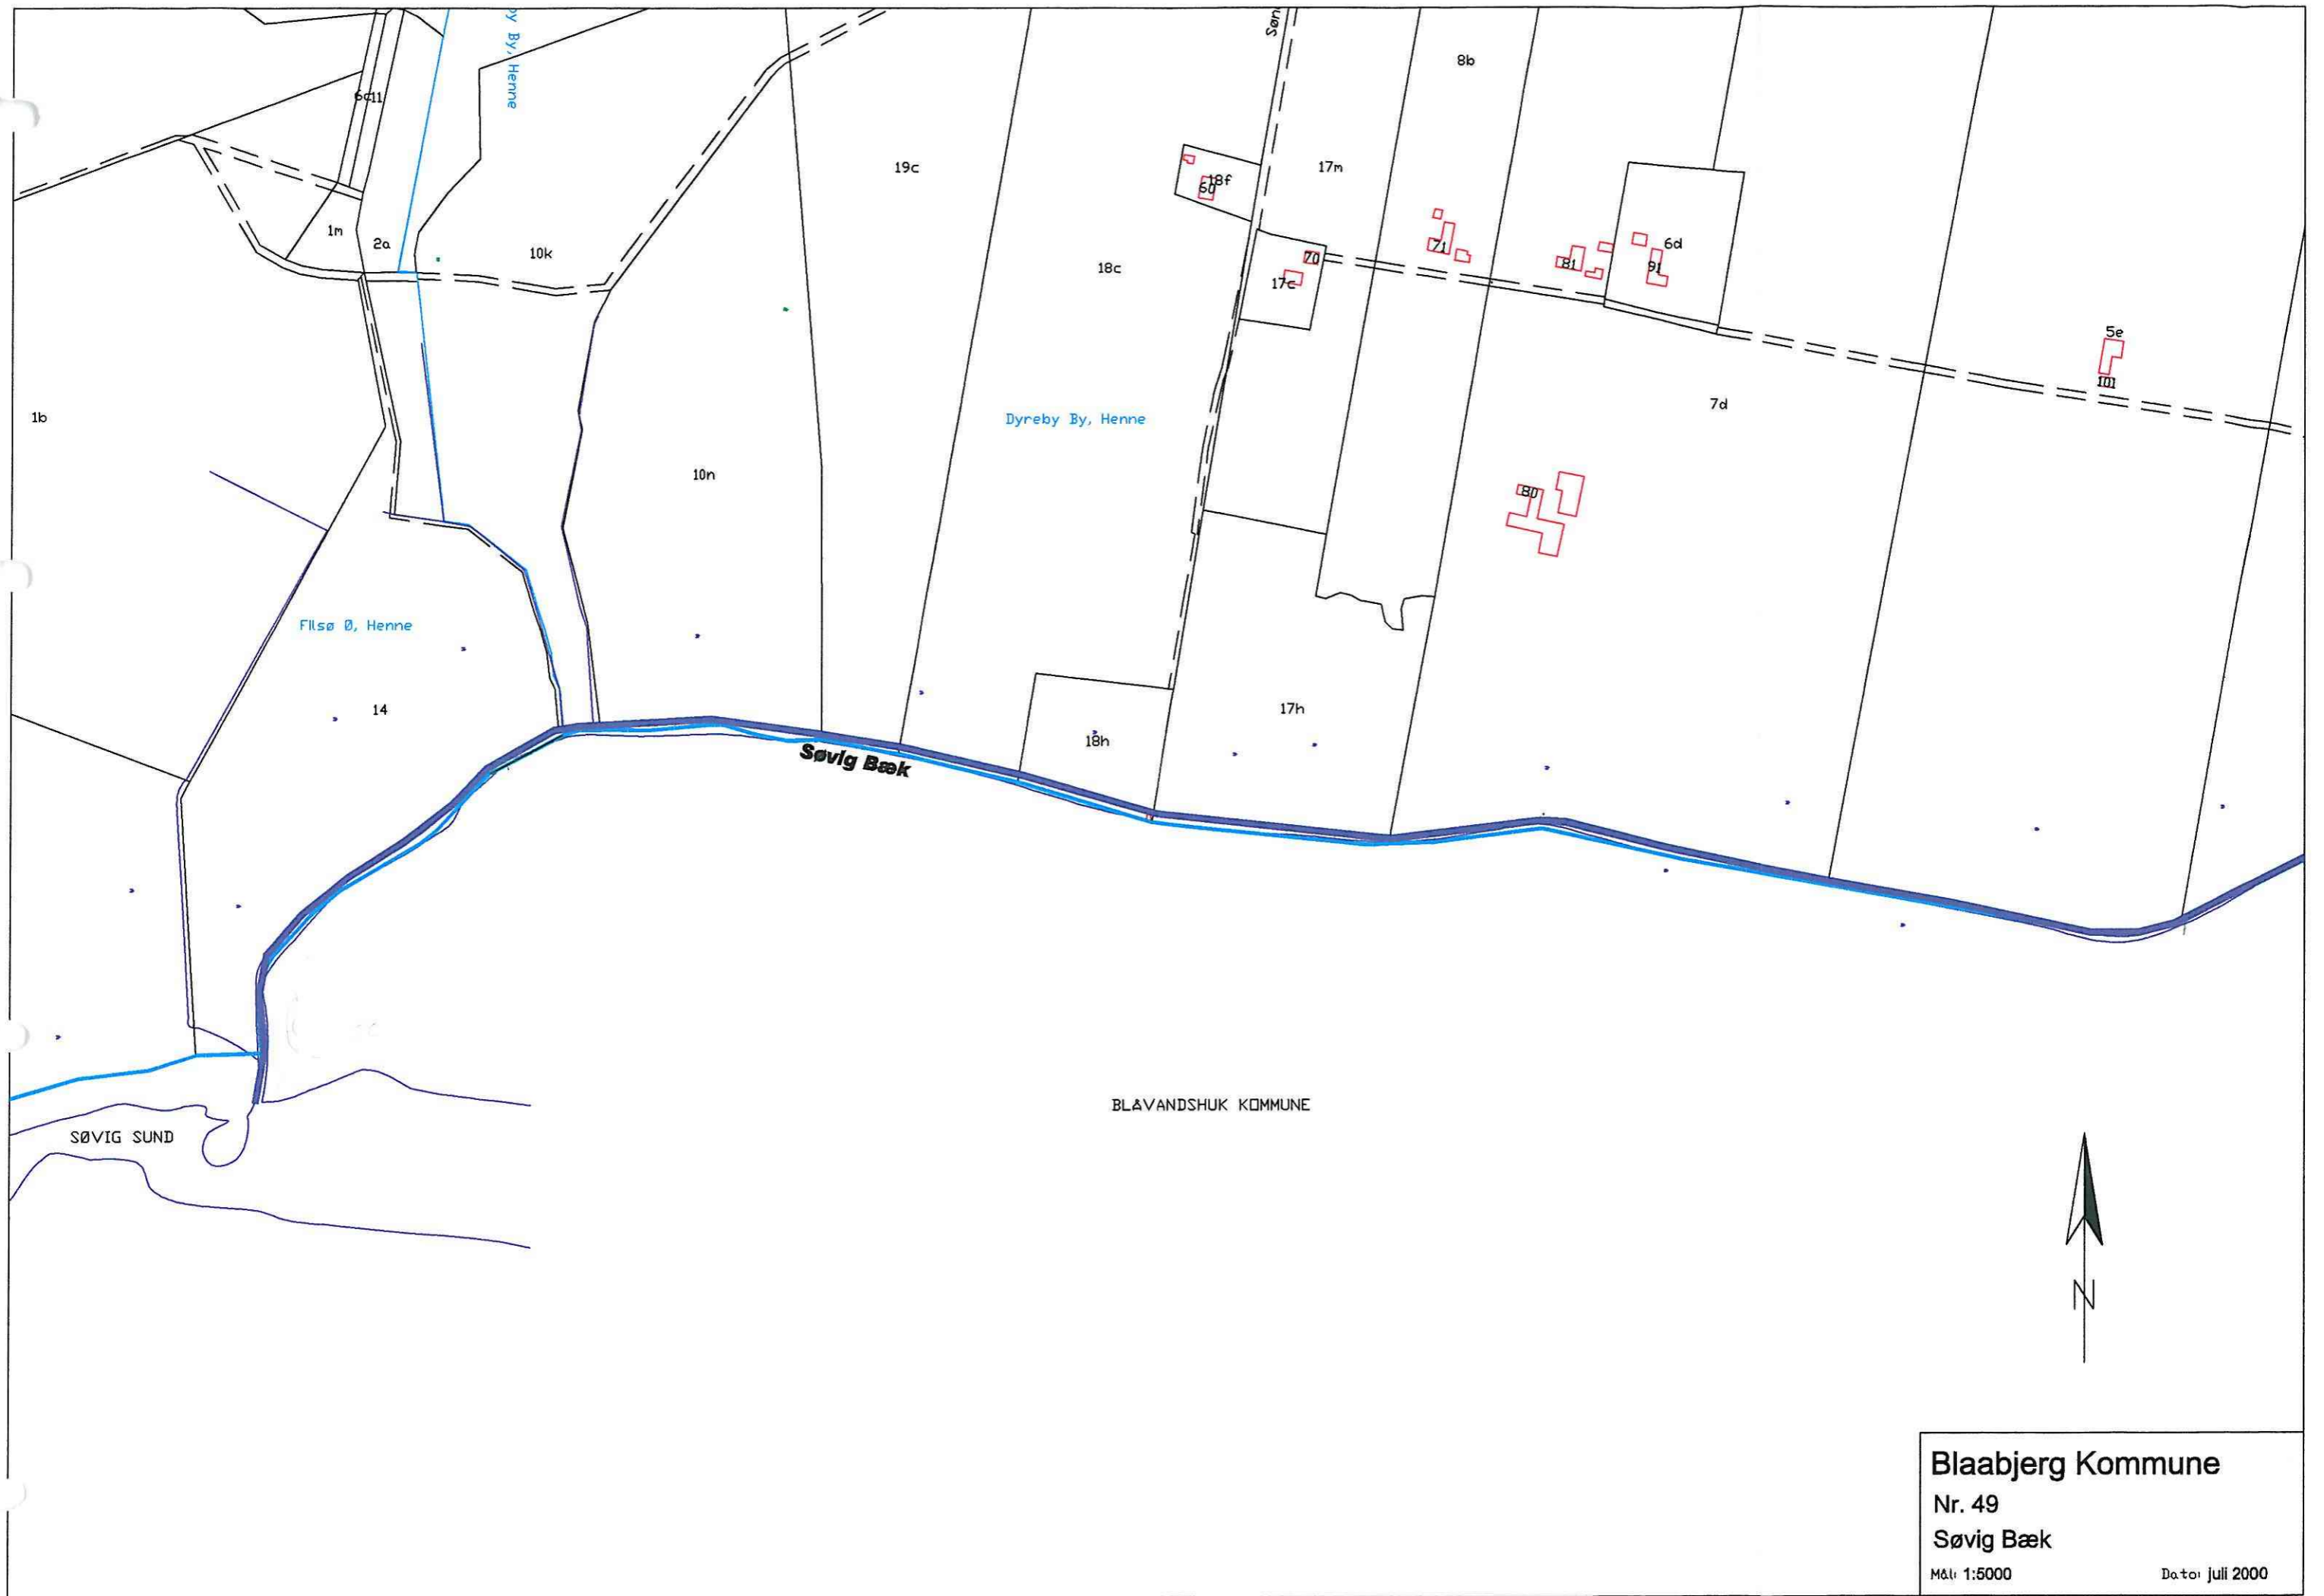 by By, Henne
8b
6c
11
19c
18f
60
17m
1m
2a
10k
18c
70
17c
71
81
6d
91
5e
101
1b
Dyreby By, Henne
7d
10n
80
Filsø Ø, Henne
14
17h
18h
Søvig Bæk
BLÅVANDSHUK KOMMUNE
SØVIG SUND
N
Blaabjerg Kommune
Nr. 49
Søvig Bæk
Mål: 1:5000 Dato: juli 2000